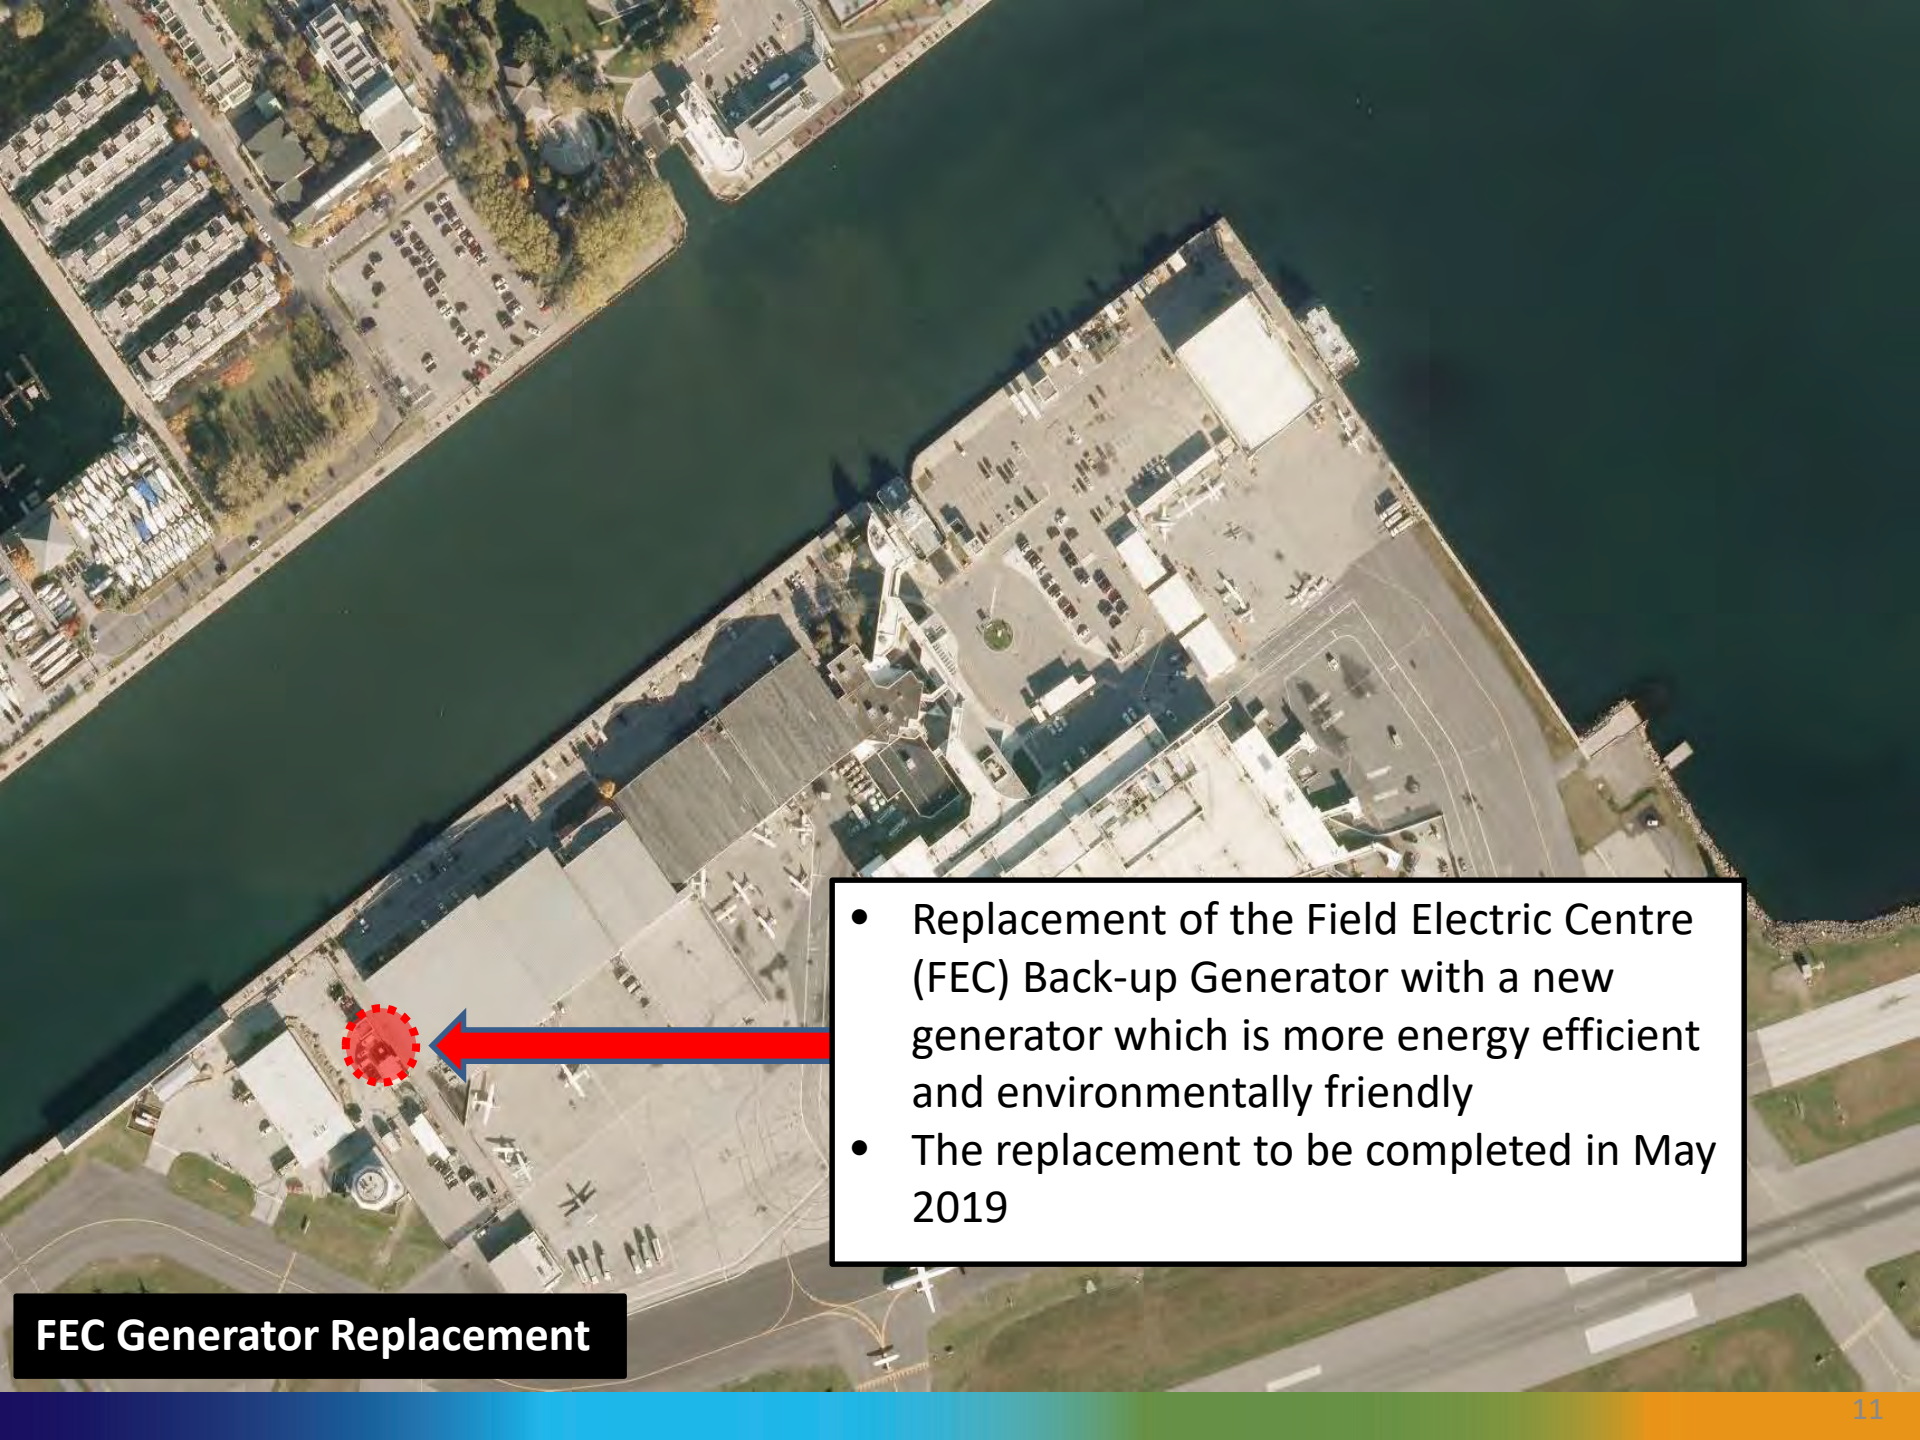 • Replacement of the Field Electric Centre
(FEC) Back-up Generator with a new
generator which is more energy efficient
and environmentally friendly
• The replacement to be completed in May
2019
FEC Generator Replacement
11